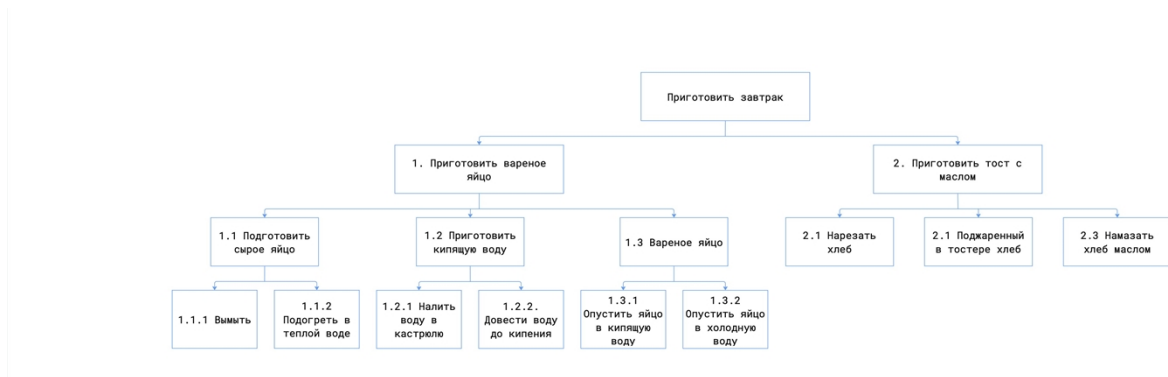 Приготовить завтрак
1. Приготовить вареное
яйцо
2. Приготовить тост с
маслом
1.1 Подготовить
сырое яйцо
1.2 Приготовить
кипящую воду
1.3 Вареное яйцо
2.1 Нарезать
хлеб
2.1 Поджаренный
в тостере хлеб
2.3 Намазать
хлеб маслом
1.1.1 Вымыть
1.1.2
Подогреть в
теплой воде
1.2.1 Налить
воду в
кастрюлю
1.2.2.
Довести воду
до кипения
1.3.1
Опустить яйцо
в кипящую
воду
1.3.2
Опустить яйцо
в холодную
воду